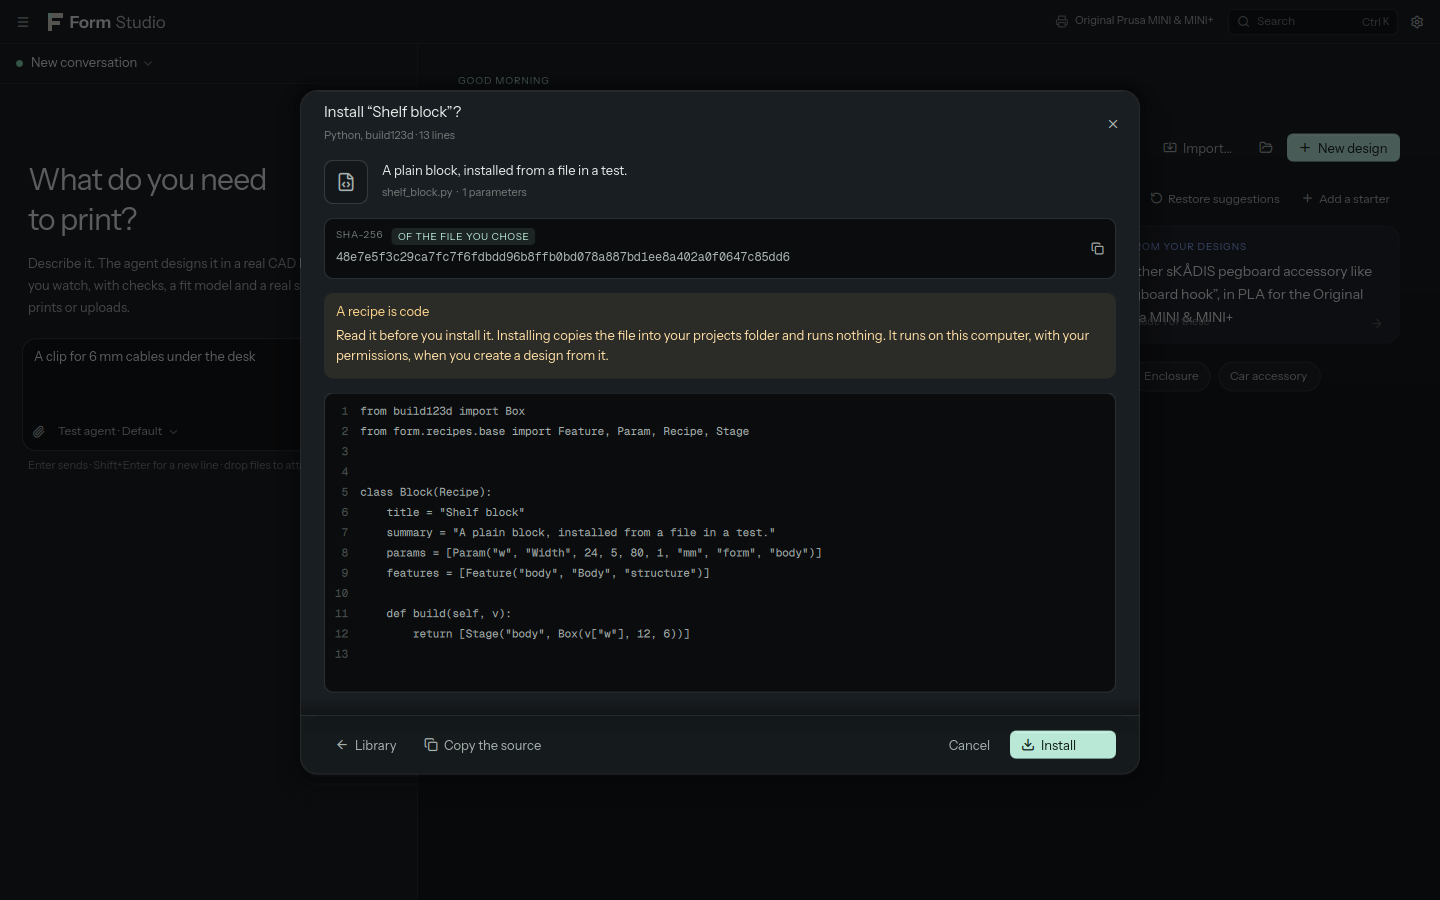 Form Studio
Original Prusa MINI & MINI+
Search
Ctrl K
New conversation
GOOD MORNING
What do you need
to print?
Describe it. The agent designs it in a real CAD
you watch, with checks, a fit model and a real s
prints or uploads.
A clip for 6 mm cables under the desk
Test agent · Default
Enter sends · Shift+Enter for a new line · drop files to att
Import...
New design
Restore suggestions
Add a starter
ROM YOUR DESIGNS
ther sKÅDIS pegboard accessory like
board hook”, in PLA for the Original
a MINI & MINI+
Enclosure
Car accessory
Install “Shelf block”?
Python, build123d · 13 lines
A plain block, installed from a file in a test.
shelf_block.py · 1 parameters
SHA-256
OF THE FILE YOU CHOSE
48e7e5f3c29ca7fc7f6fdbdd96b8ffb0bd078a887bd1ee8a402a0f0647c85dd6
A recipe is code
Read it before you install it. Installing copies the file into your projects folder and runs nothing. It runs on this computer, with your
permissions, when you create a design from it.
1 from build123d import Box
2 from form.recipes.base import Feature, Param, Recipe, Stage
3
4
5 class Block(Recipe):
6 title = "Shelf block"
7 summary = "A plain block, installed from a file in a test."
8 params = [Param("w", "Width", 24, 5, 80, 1, "mm", "form", "body")]
9 features = [Feature("body", "Body", "structure")]
10
11 def build(self, v):
12 return [Stage("body", Box(v["w"], 12, 6))]
13
Library
Copy the source
Cancel
Install